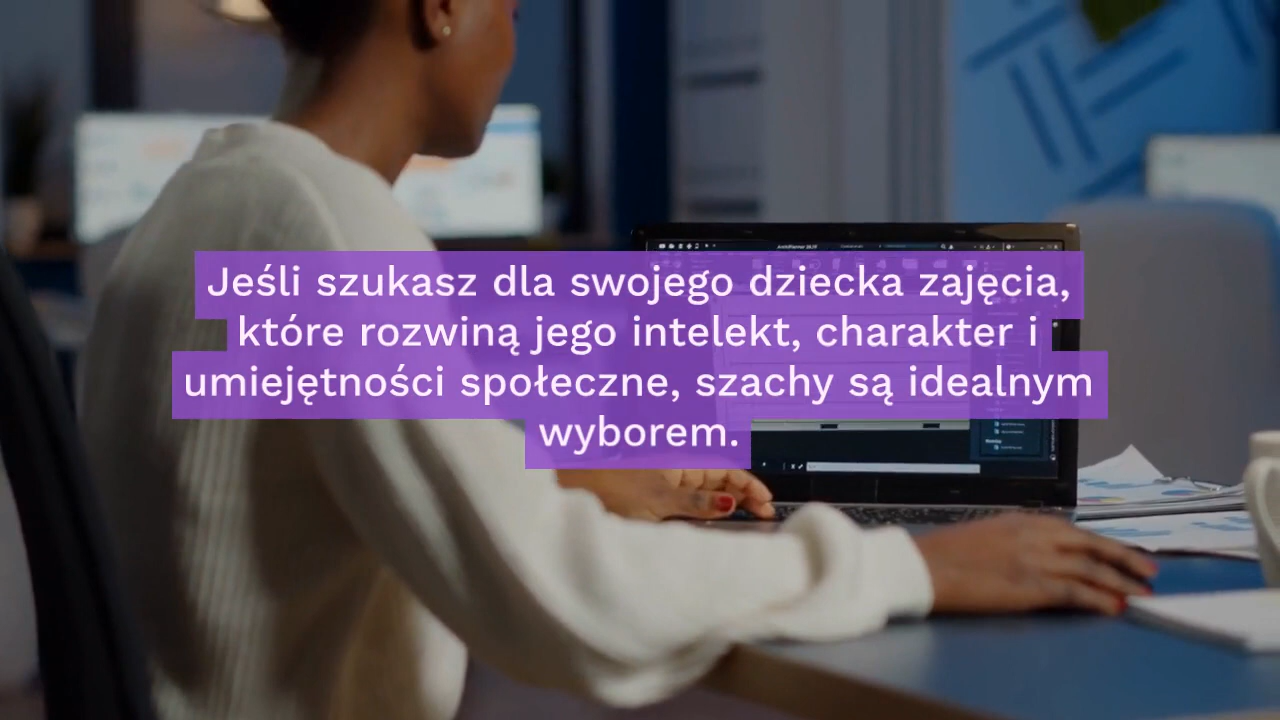 Jeśli szukasz dla swojego dziecka zajęcia,
które rozwiną jego intelekt, charakter i
umiejętności społeczne, szachy są idealnym
wyborem.